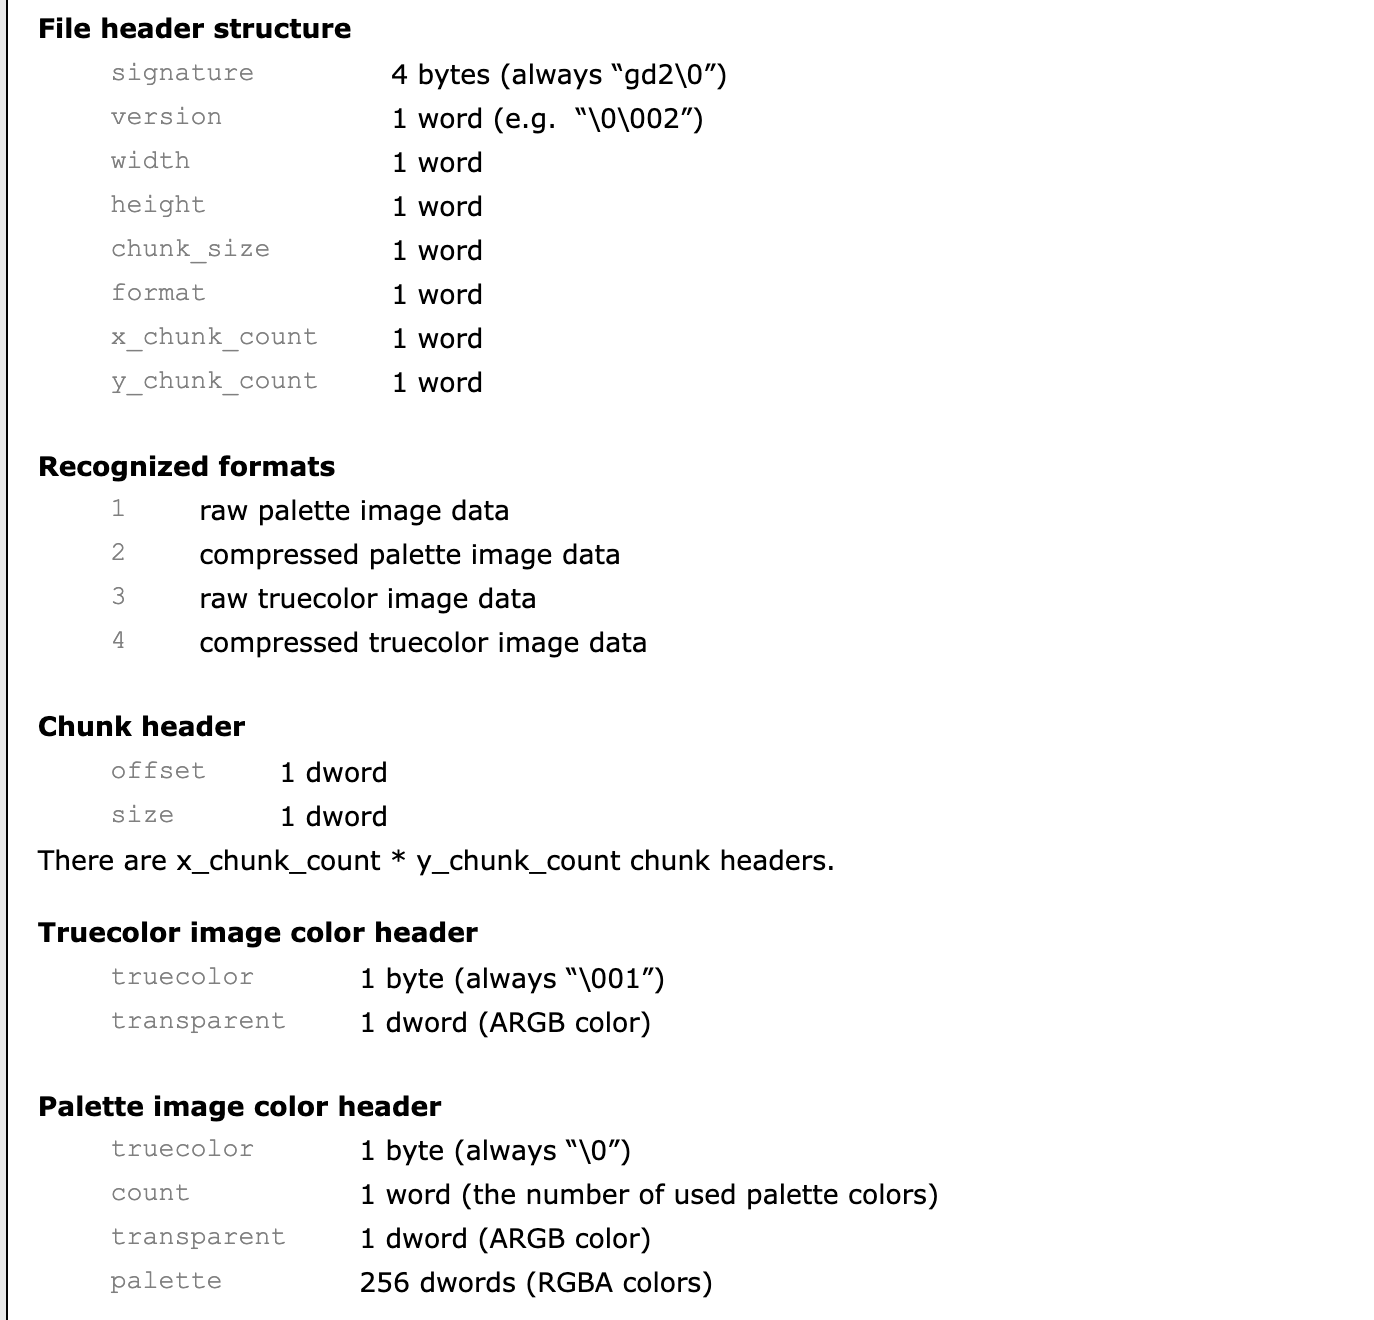 File header structure
signature 4 bytes (always “gd2\0”)
version 1 word (e.g. “\0\002”)
width 1 word
height 1 word
chunk_size 1 word
format 1 word
x_chunk_count 1 word
y_chunk_count 1 word
Recognized formats
1 raw palette image data
2 compressed palette image data
3 raw truecolor image data
4 compressed truecolor image data
Chunk header
offset 1 dword
size 1 dword
There are x_chunk_count * y_chunk_count chunk headers.
Truecolor image color header
truecolor 1 byte (always “\001”)
transparent 1 dword (ARGB color)
Palette image color header
truecolor 1 byte (always “\0”)
count 1 word (the number of used palette colors)
transparent 1 dword (ARGB color)
palette 256 dwords (RGBA colors)